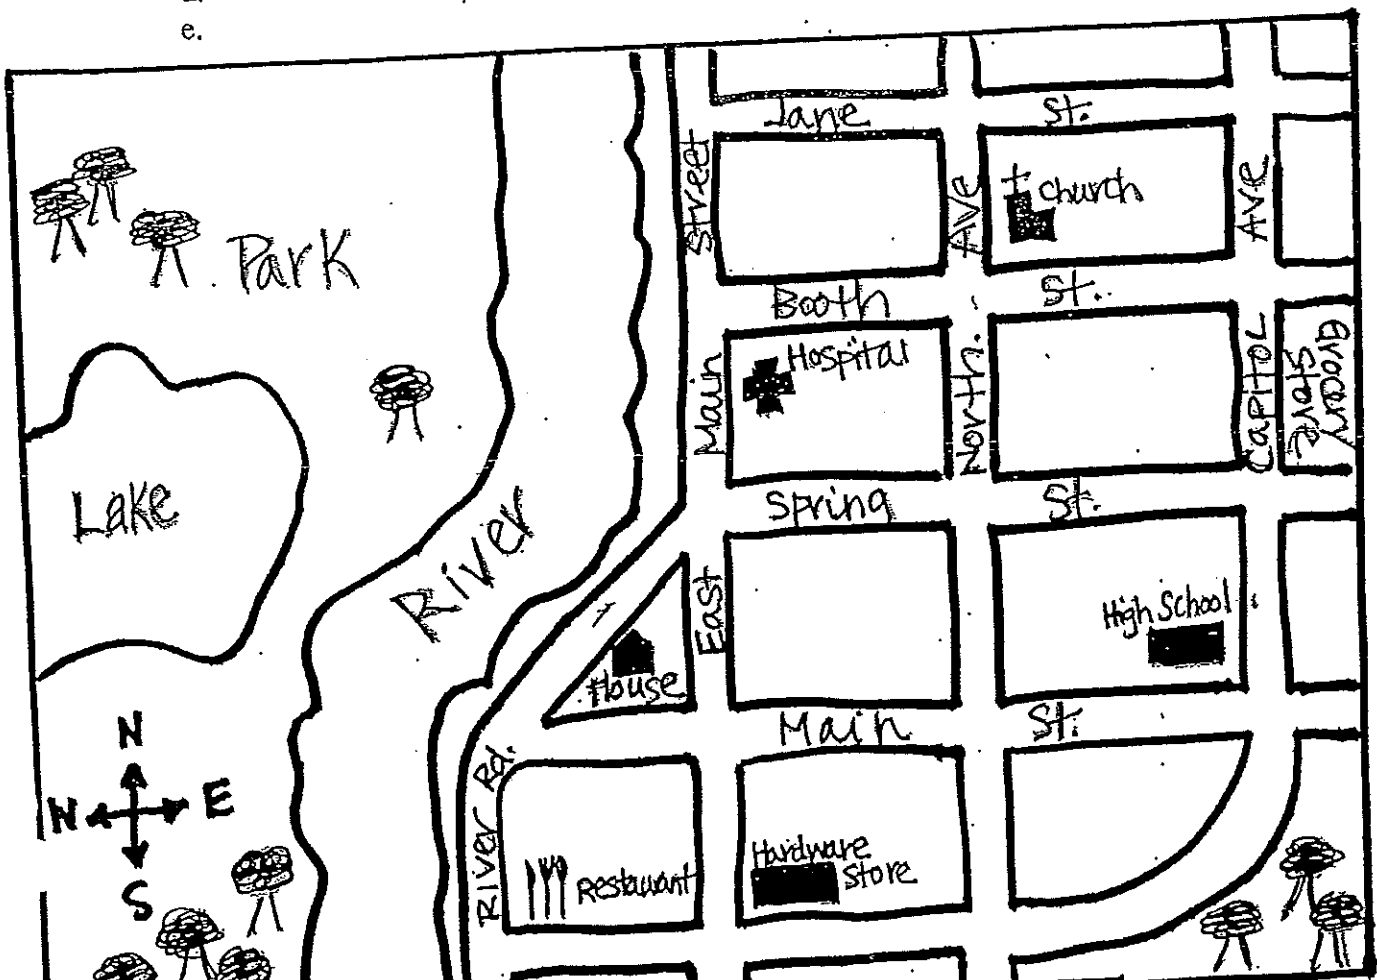 e.
Jane St.
Street
Ave
church
AVE
Park
Booth St.
Main
Hospital
North.
CAPITOL
Grocery
Store
Lake
Spring St.
River
East
High School
House
Main St.
N
N E
S
River Rd.
Restaurant
Hardware
Store